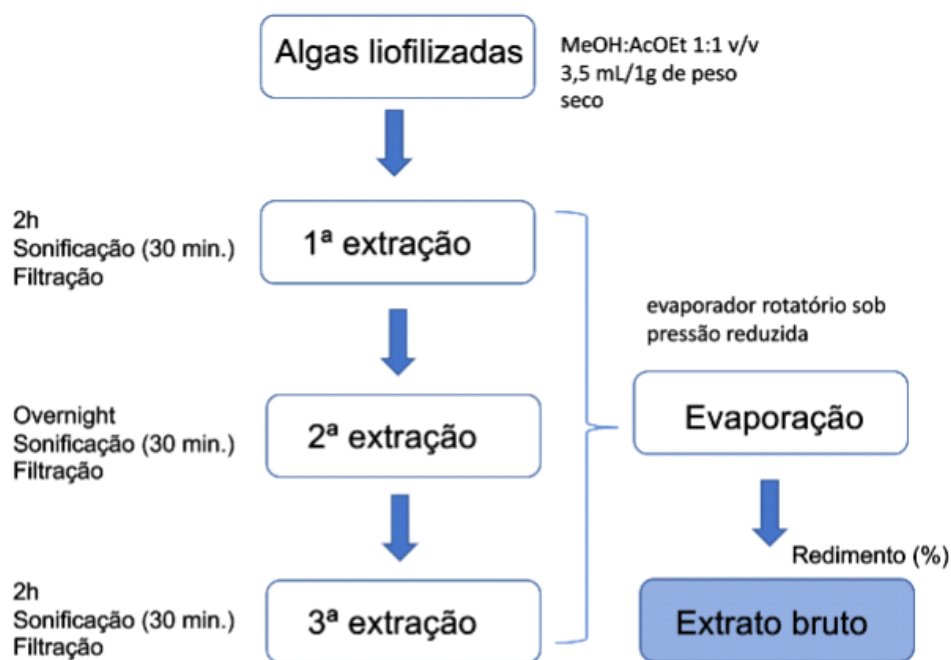 Algas liofilizadas
MeOH:AcOEt 1:1 v/v
3,5 mL/1g de peso
seco
2h
Sonificação (30 min.)
Filtração
1ª extração
Overnight
Sonificação (30 min.)
Filtração
2ª extração
2h
Sonificação (30 min.)
Filtração
3ª extração
evaporador rotatório sob
pressão reduzida
Evaporação
Redimento (%)
Extrato bruto